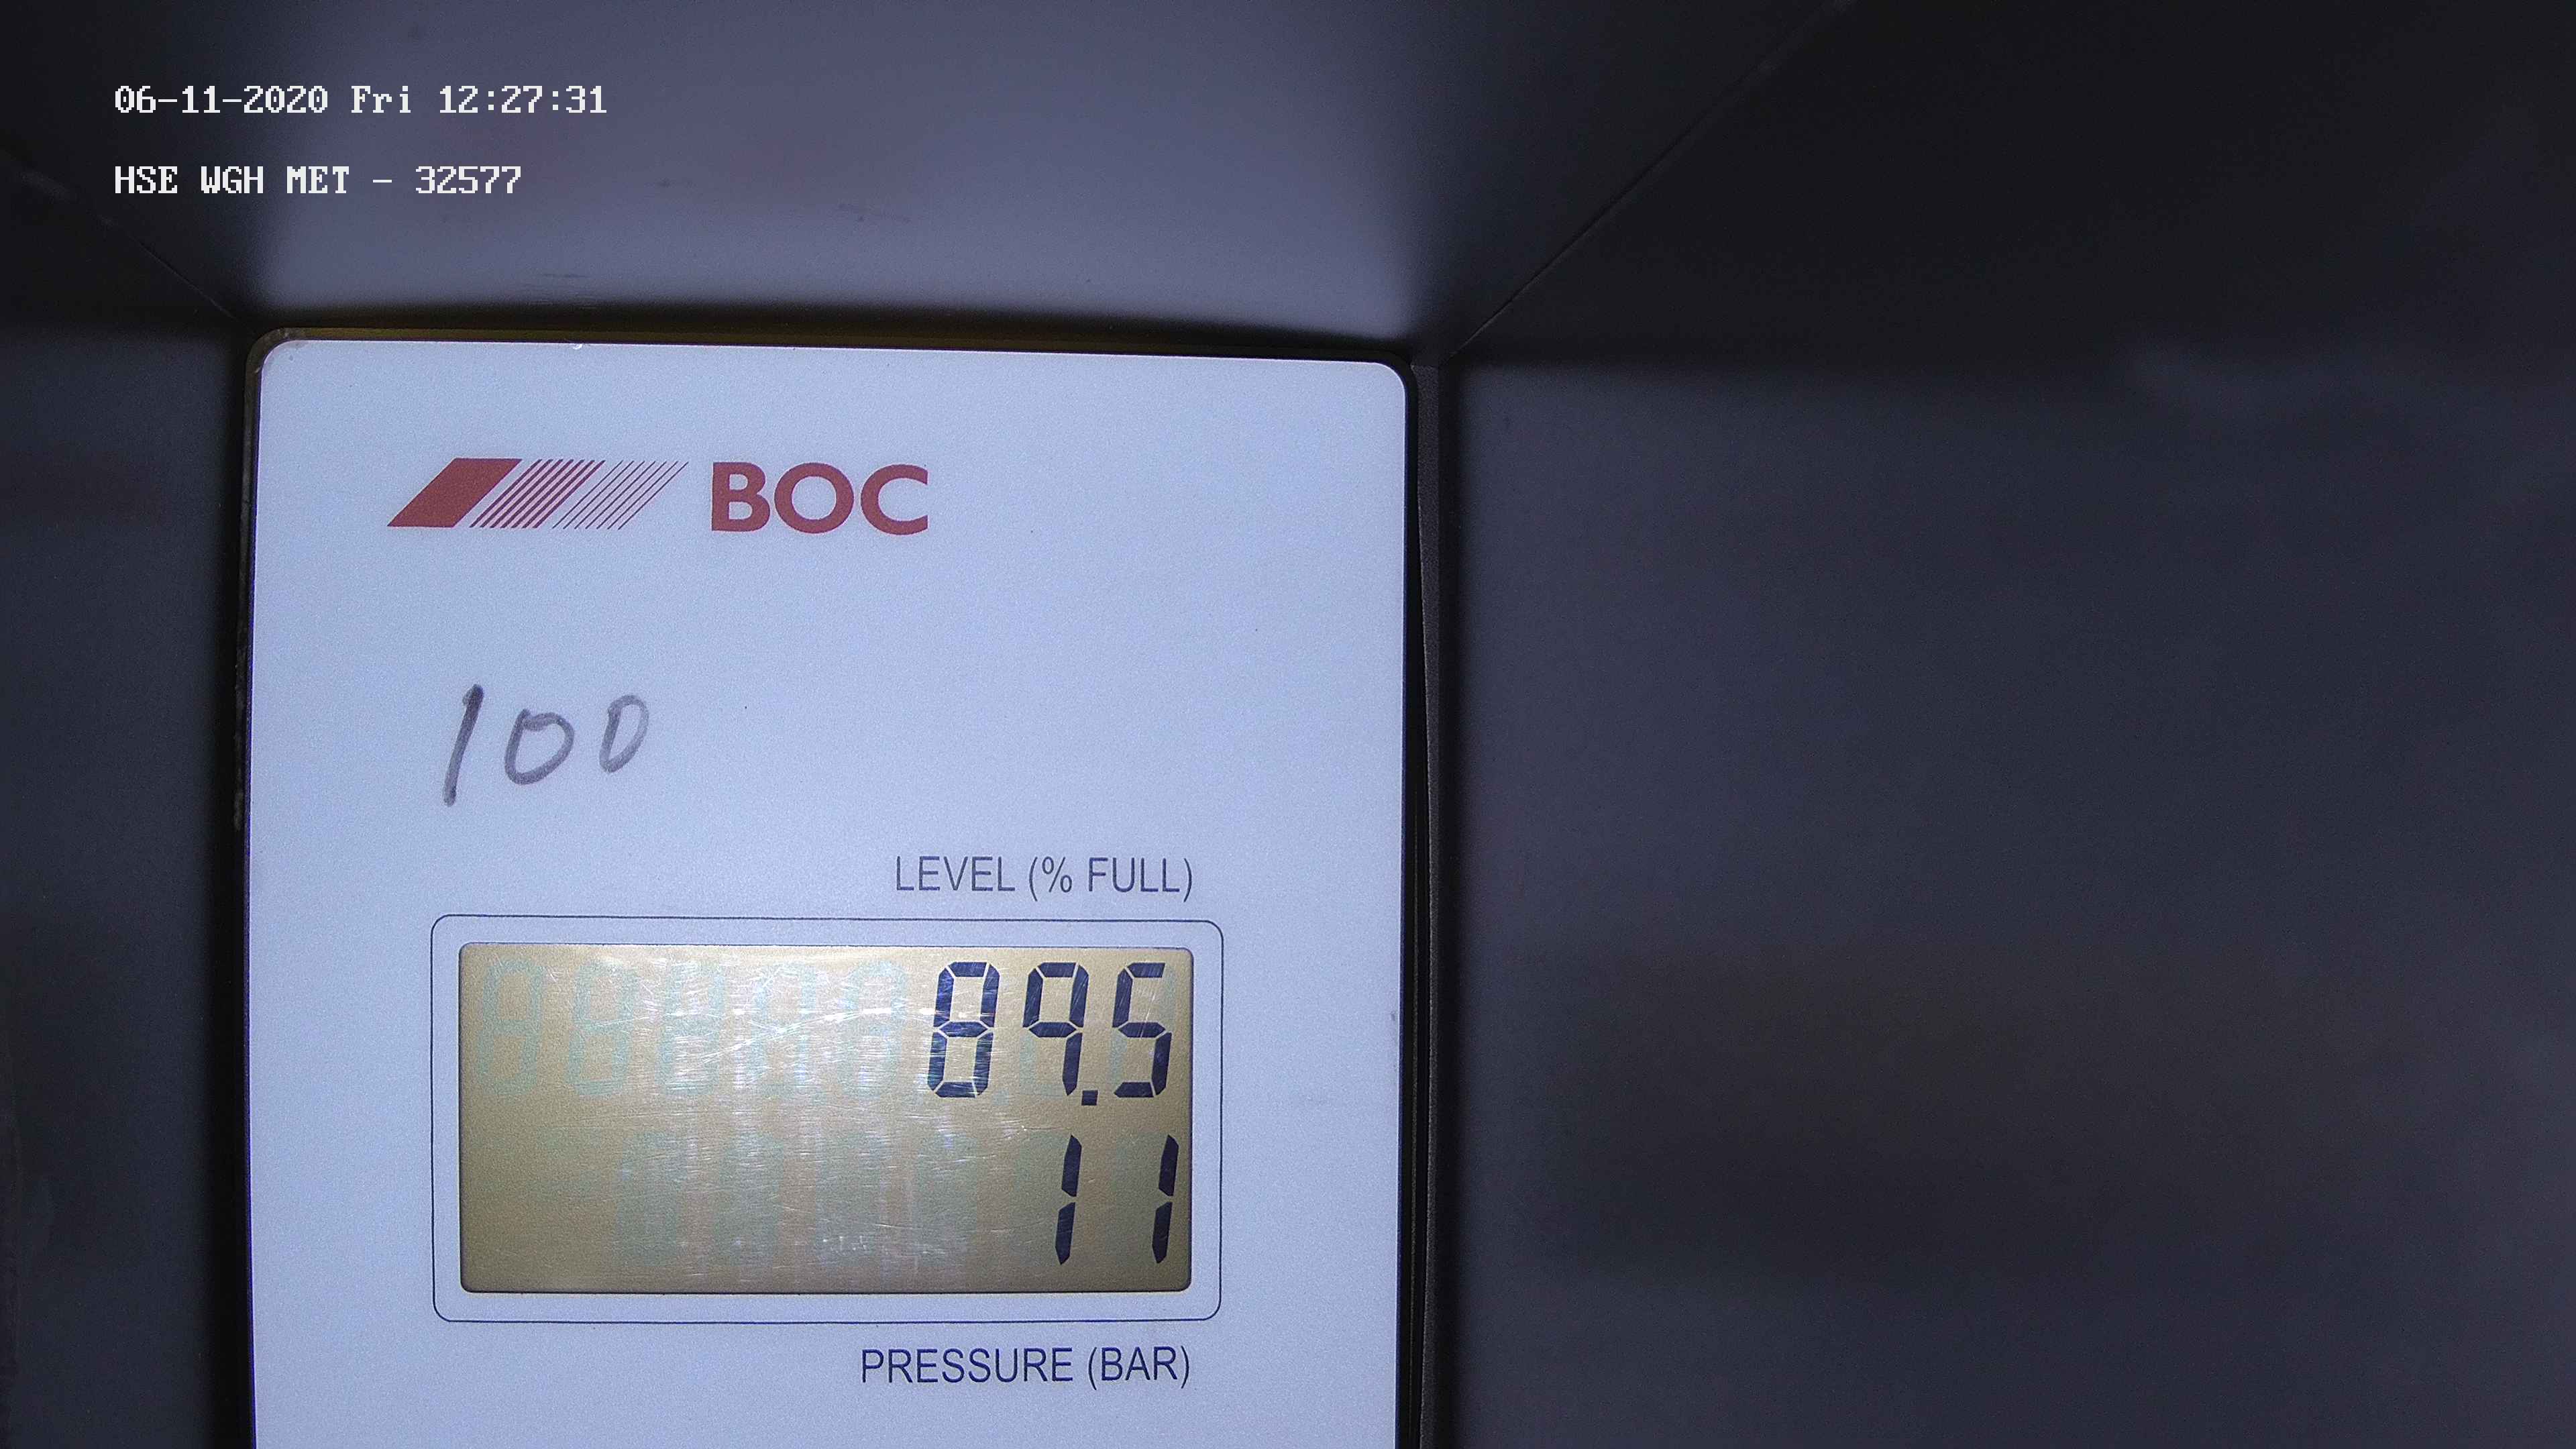 06-11-2020 Fri 12:27:31
HSE WGH MET - 32577
BOC
100
LEVEL (% FULL)
89.5
11
PRESSURE (BAR)